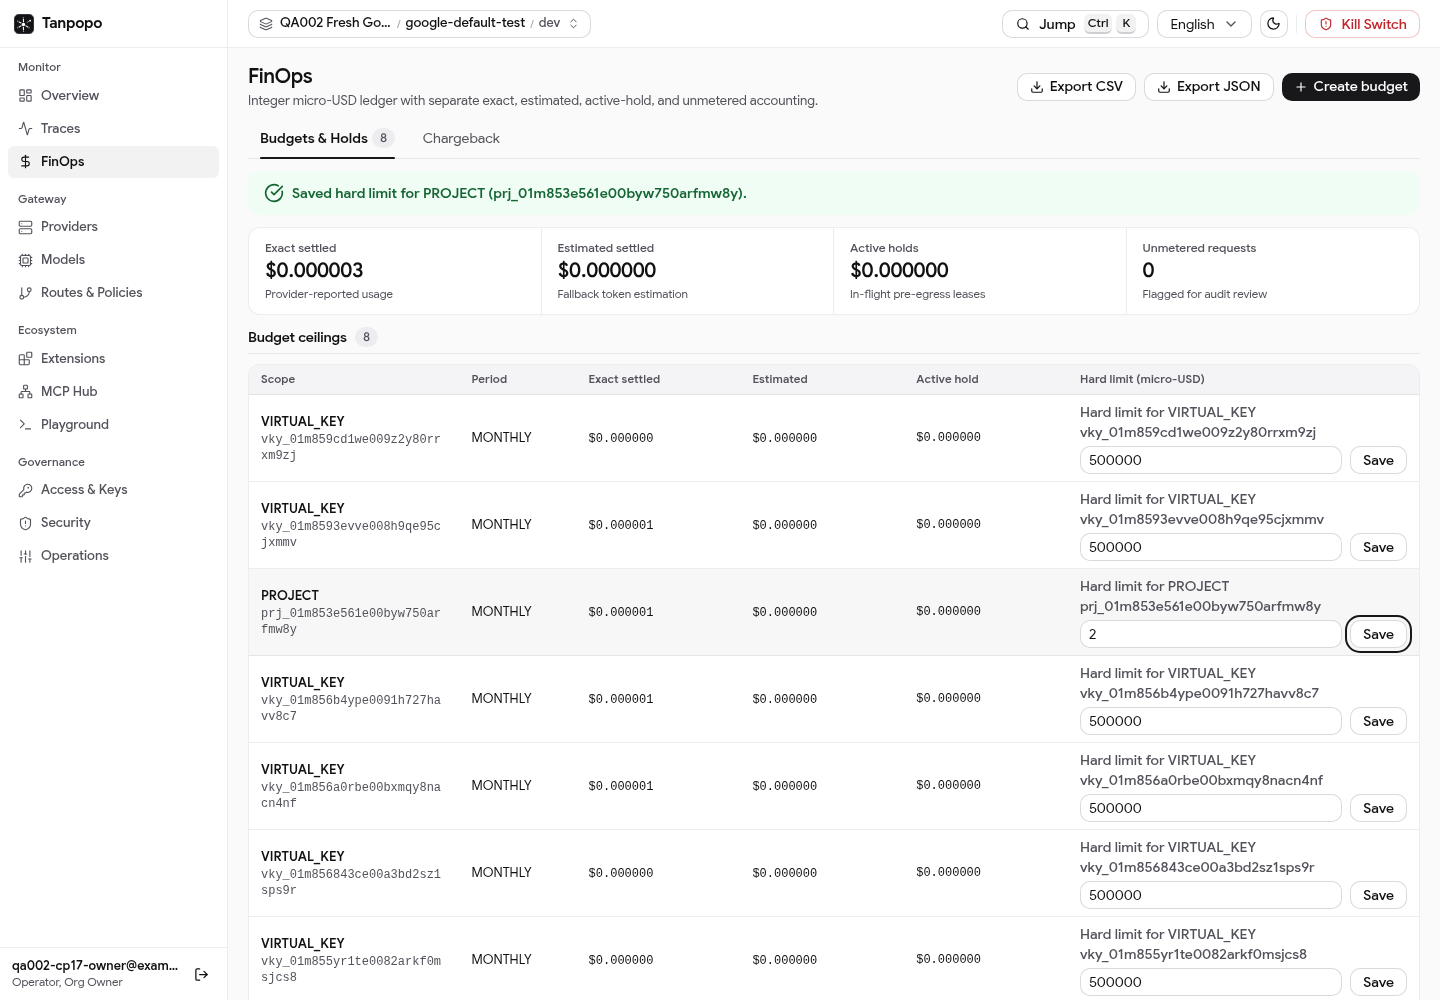 Tanpopo
QA002 Fresh Go... / google-default-test / dev
Jump Ctrl K
English
Kill Switch
Monitor
Overview
Traces
FinOps
Gateway
Providers
Models
Routes & Policies
Ecosystem
Extensions
MCP Hub
Playground
Governance
Access & Keys
Security
Operations
qa002-cp17-owner@exam...
Operator, Org Owner
FinOps
Integer micro-USD ledger with separate exact, estimated, active-hold, and unmetered accounting.
Export CSV
Export JSON
Create budget
Budgets & Holds 8
Chargeback
Saved hard limit for PROJECT (prj_01m853e561e00byw750arfmw8y).
Exact settled
$0.000003
Provider-reported usage
Estimated settled
$0.000000
Fallback token estimation
Active holds
$0.000000
In-flight pre-egress leases
Unmetered requests
0
Flagged for audit review
Budget ceilings 8
Scope Period Exact settled Estimated Active hold Hard limit (micro-USD)
VIRTUAL_KEY
vky_01m859cd1we009z2y80rr
xm9zj
MONTHLY $0.000000 $0.000000 $0.000000
Hard limit for VIRTUAL_KEY
vky_01m859cd1we009z2y80rrxm9zj
500000 Save
VIRTUAL_KEY
vky_01m8593evve008h9qe95c
jxmmv
MONTHLY $0.000001 $0.000000 $0.000000
Hard limit for VIRTUAL_KEY
vky_01m8593evve008h9qe95cjxmmv
500000 Save
PROJECT
prj_01m853e561e00byw750ar
fmw8y
MONTHLY $0.000001 $0.000000 $0.000000
Hard limit for PROJECT
prj_01m853e561e00byw750arfmw8y
2 Save
VIRTUAL_KEY
vky_01m856b4ype0091h727ha
vv8c7
MONTHLY $0.000001 $0.000000 $0.000000
Hard limit for VIRTUAL_KEY
vky_01m856b4ype0091h727havv8c7
500000 Save
VIRTUAL_KEY
vky_01m856a0rbe00bxmqy8na
cn4nf
MONTHLY $0.000001 $0.000000 $0.000000
Hard limit for VIRTUAL_KEY
vky_01m856a0rbe00bxmqy8nacn4nf
500000 Save
VIRTUAL_KEY
vky_01m856843ce00a3bd2sz1
sps9r
MONTHLY $0.000000 $0.000000 $0.000000
Hard limit for VIRTUAL_KEY
vky_01m856843ce00a3bd2sz1sps9r
500000 Save
VIRTUAL_KEY
vky_01m855yr1te0082arkf0m
sjcs8
MONTHLY $0.000000 $0.000000 $0.000000
Hard limit for VIRTUAL_KEY
vky_01m855yr1te0082arkf0msjcs8
500000 Save